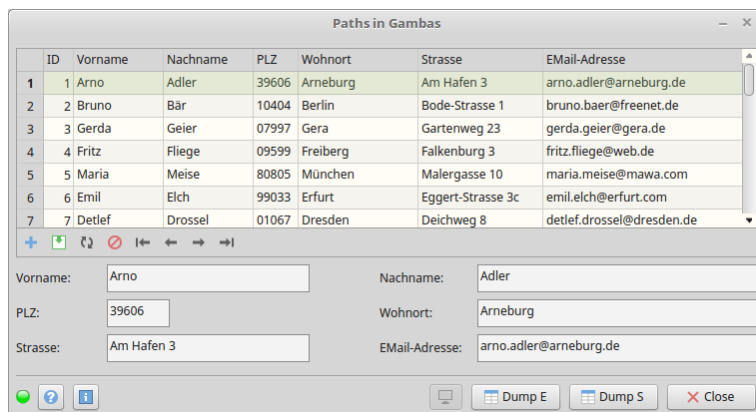 Paths in Gambas
ID Vorname Nachname PLZ Wohnort Strasse EMail-Adresse
1 1 Arno Adler 39606 Arneburg Am Hafen 3 arno.adler@arneburg.de
2 2 Bruno Bär 10404 Berlin Bode-Strasse 1 bruno.baer@freenet.de
3 3 Gerda Geier 07997 Gera Gartenweg 23 gerda.geier@gera.de
4 4 Fritz Fliege 09599 Freiberg Falkenburg 3 fritz.fliege@web.de
5 5 Maria Meise 80805 München Malergasse 10 maria.meise@mawa.com
6 6 Emil Elch 99033 Erfurt Eggert-Strasse 3c emil.elch@erfurt.com
7 7 Detlef Drossel 01067 Dresden Deichweg 8 detlef.drossel@dresden.de
Vorname: Arno Nachname: Adler
PLZ: 39606 Wohnort: Arneburg
Strasse: Am Hafen 3 EMail-Adresse: arno.adler@arneburg.de
Dump E Dump S Close